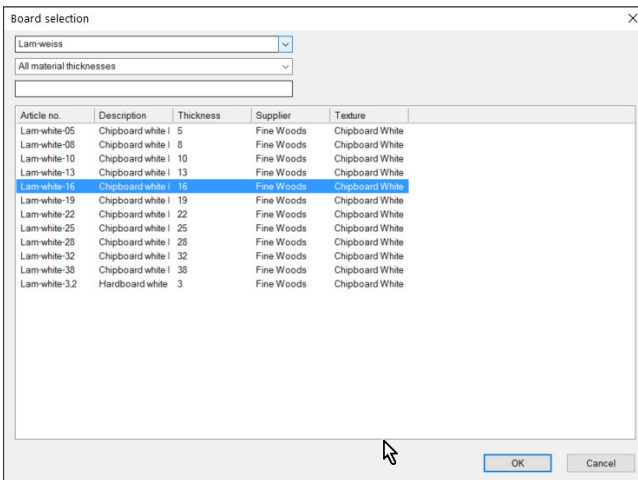 Board selection
Lam-weiss
All material thicknesses
Article no. Description Thickness Supplier Texture
Lam-white-05 Chipboard white l 5 Fine Woods Chipboard White
Lam-white-08 Chipboard white l 8 Fine Woods Chipboard White
Lam-white-10 Chipboard white l 10 Fine Woods Chipboard White
Lam-white-13 Chipboard white l 13 Fine Woods Chipboard White
Lam-white-16 Chipboard white l 16 Fine Woods Chipboard White
Lam-white-19 Chipboard white l 19 Fine Woods Chipboard White
Lam-white-22 Chipboard white l 22 Fine Woods Chipboard White
Lam-white-25 Chipboard white l 25 Fine Woods Chipboard White
Lam-white-28 Chipboard white l 28 Fine Woods Chipboard White
Lam-white-32 Chipboard white l 32 Fine Woods Chipboard White
Lam-white-38 Chipboard white l 38 Fine Woods Chipboard White
Lam-white-3,2 Hardboard white 3 Fine Woods Chipboard White
OK Cancel